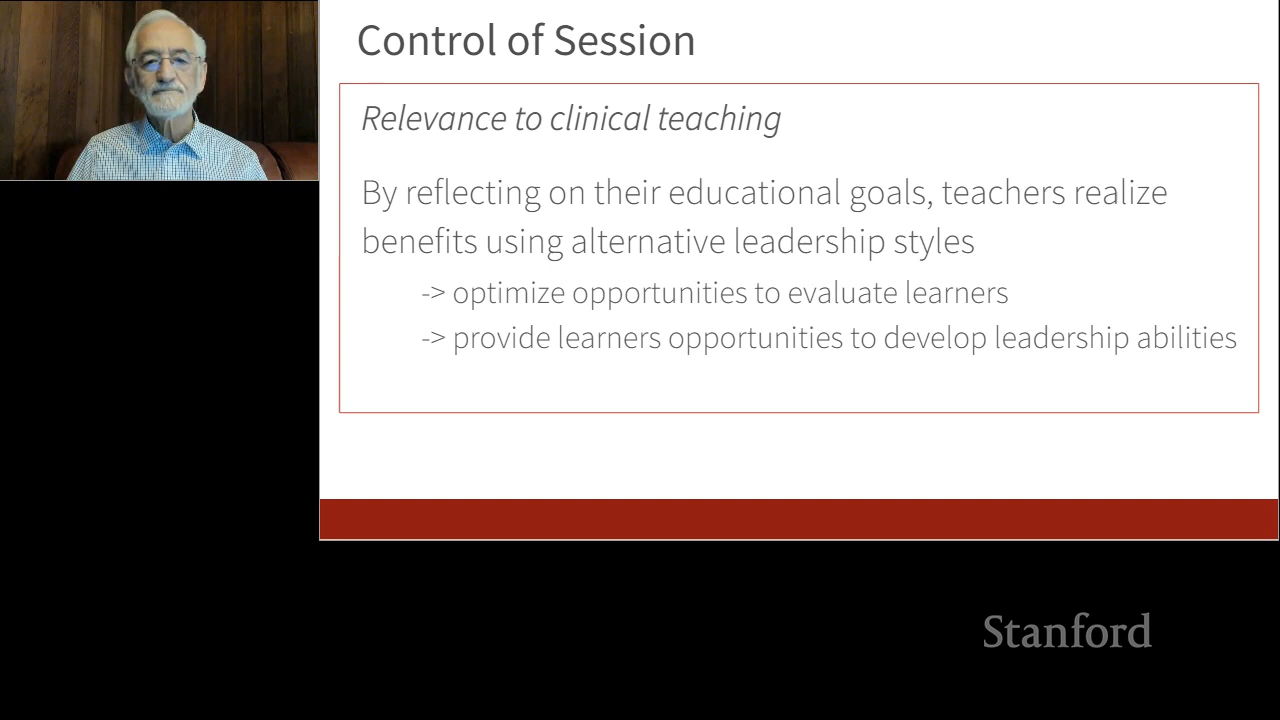 Control of Session
Relevance to clinical teaching
By reflecting on their educational goals, teachers realize
benefits using alternative leadership styles
-> optimize opportunities to evaluate learners
-> provide learners opportunities to develop leadership abilities
Stanford